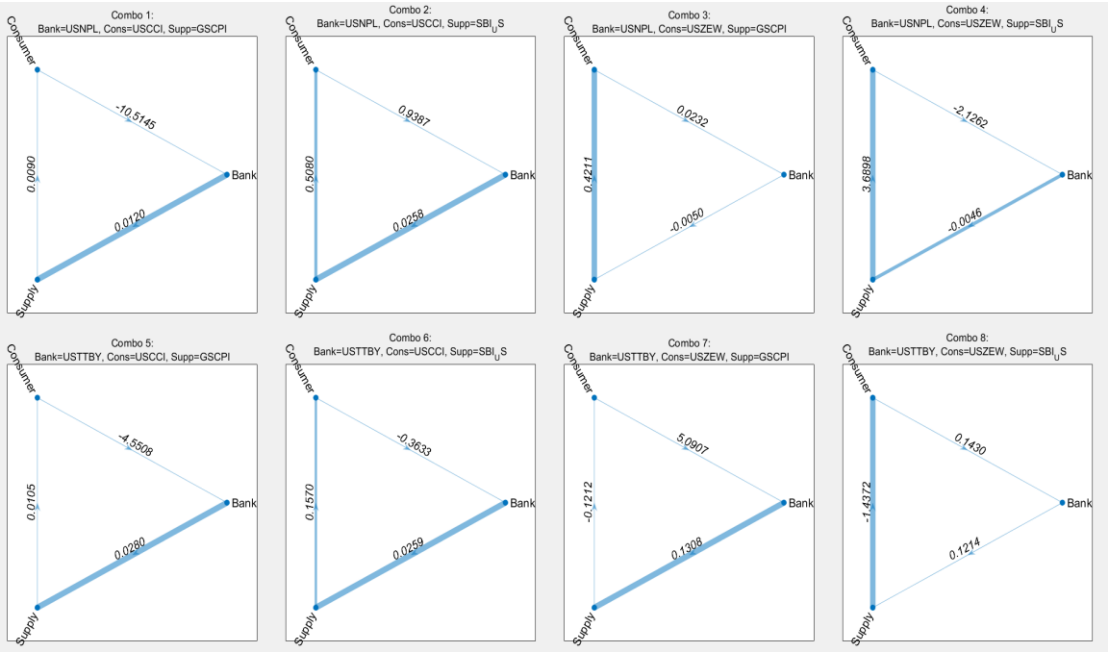 Combo 1:
Bank=USNPL, Cons=USCCI, Supp=GSCPI
Consumer
-10.5145
0.0090
Bank
0.0120
Supply
Combo 2:
Bank=USNPL, Cons=USCCI, Supp=SBI_US
Consumer
0.9387
0.5080
Bank
0.0258
Supply
Combo 3:
Bank=USNPL, Cons=USZEW, Supp=GSCPI
Consumer
0.0232
0.4211
Bank
-0.0050
Supply
Combo 4:
Bank=USNPL, Cons=USZEW, Supp=SBI_US
Consumer
-2.1262
3.6898
Bank
-0.0046
Supply
Combo 5:
Bank=USTTBY, Cons=USCCI, Supp=GSCPI
Consumer
-4.5508
0.0105
Bank
0.0280
Supply
Combo 6:
Bank=USTTBY, Cons=USCCI, Supp=SBI_US
Consumer
-0.3633
0.1570
Bank
0.0259
Supply
Combo 7:
Bank=USTTBY, Cons=USZEW, Supp=GSCPI
Consumer
5.0907
-0.1212
Bank
0.1308
Supply
Combo 8:
Bank=USTTBY, Cons=USZEW, Supp=SBI_US
Consumer
0.1430
-1.4372
Bank
0.1214
Supply